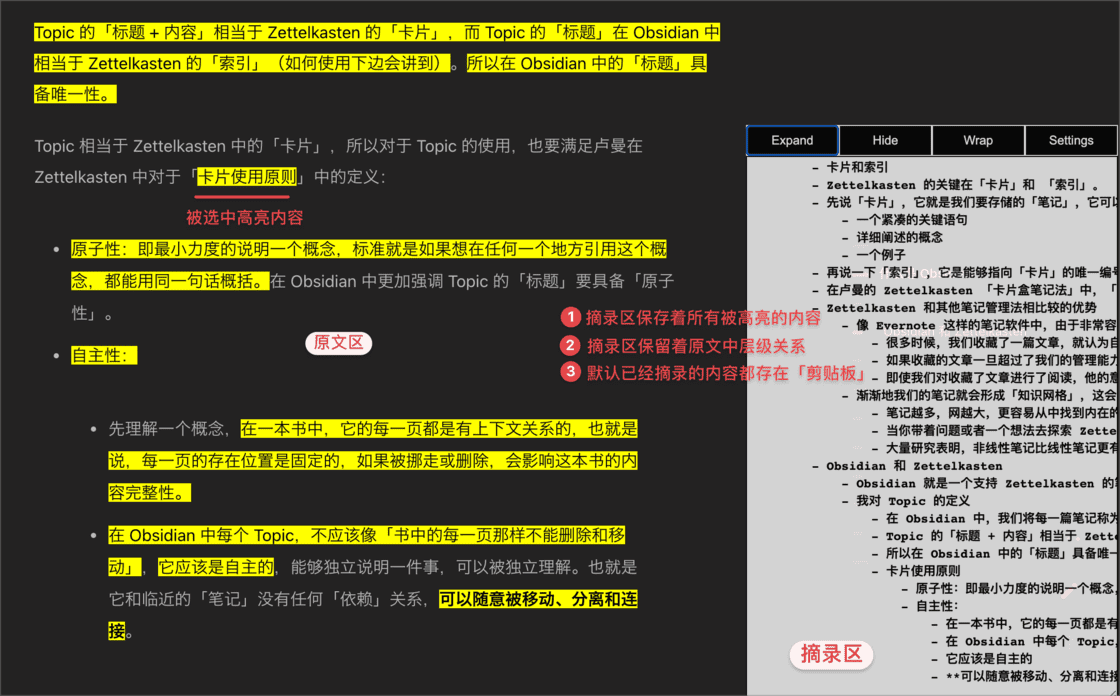 Topic 的「标题 + 内容」相当于 Zettelkasten 的「卡片」，而 Topic 的「标题」在 Obsidian 中
相当于 Zettelkasten 的「索引」（如何使用下边会讲到）。所以在 Obsidian 中的「标题」具
备唯一性。
Topic 相当于 Zettelkasten 中的「卡片」，所以对于 Topic 的使用，也要满足卢曼在
Zettelkasten 中对于「卡片使用原则」中的定义：
被选中高亮内容
• 原子性：即最小力度的说明一个概念，标准就是如果想在任何一个地方引用这个概
念，都能用同一句话概括。在 Obsidian 中更加强调 Topic 的「标题」要具备「原子
性」。
• 自主性：
原文区
1 摘录区保存着所有被高亮的内容
2 摘录区保留着原文中层级关系
3 默认已经摘录的内容都存在「剪贴板」
• 先理解一个概念，在一本书中，它的每一页都是有上下文关系的，也就是
说，每一页的存在位置是固定的，如果被挪走或删除，会影响这本书的内
容完整性。
• 在 Obsidian 中每个 Topic，不应该像「书中的每一页那样不能删除和移
动」，它应该是自主的，能够独立说明一件事，可以被独立理解。也就是
它和临近的「笔记」没有任何「依赖」关系，可以随意被移动、分离和连
接。
Expand Hide Wrap Settings
- 卡片和索引
- Zettelkasten 的关键在「卡片」和 「索引」。
- 先说「卡片」，它就是我们要存储的「笔记」，它可以
- 一个紧凑的关键语句
- 详细阐述的概念
- 一个例子
- 再说一下「索引」，它是能够指向「卡片」的唯一编号
- 在卢曼的 Zettelkasten 「卡片盒笔记法」中，「
- Zettelkasten 和其他笔记管理法相比较的优势
- 像 Evernote 这样的笔记软件中，由于非常容
- 很多时候，我们收藏了一篇文章，就认为自
- 如果收藏的文章一旦超过了我们的管理能力
- 即使我们对收藏了文章进行了阅读，他的意
- 渐渐地我们的笔记就会形成「知识网格」，这会
- 笔记越多，网越大，更容易从中找到内在的
- 当你带着问题或者一个想法去探索 Zette
- 大量研究表明，非线性笔记比线性笔记更有
- Obsidian 和 Zettelkasten
- Obsidian 就是一个支持 Zettelkasten 的笔
- 我对 Topic 的定义
- 在 Obsidian 中，我们将每一篇笔记称为
- Topic 的「标题 + 内容」相当于 Zette
- 所以在 Obsidian 中的「标题」具备唯一
- 卡片使用原则
- 原子性：即最小力度的说明一个概念，
- 自主性：
- 在一本书中，它的每一页都是有
- 在 Obsidian 中每个 Topic，
- 它应该是自主的
- **可以随意被移动、分离和连接
摘录区